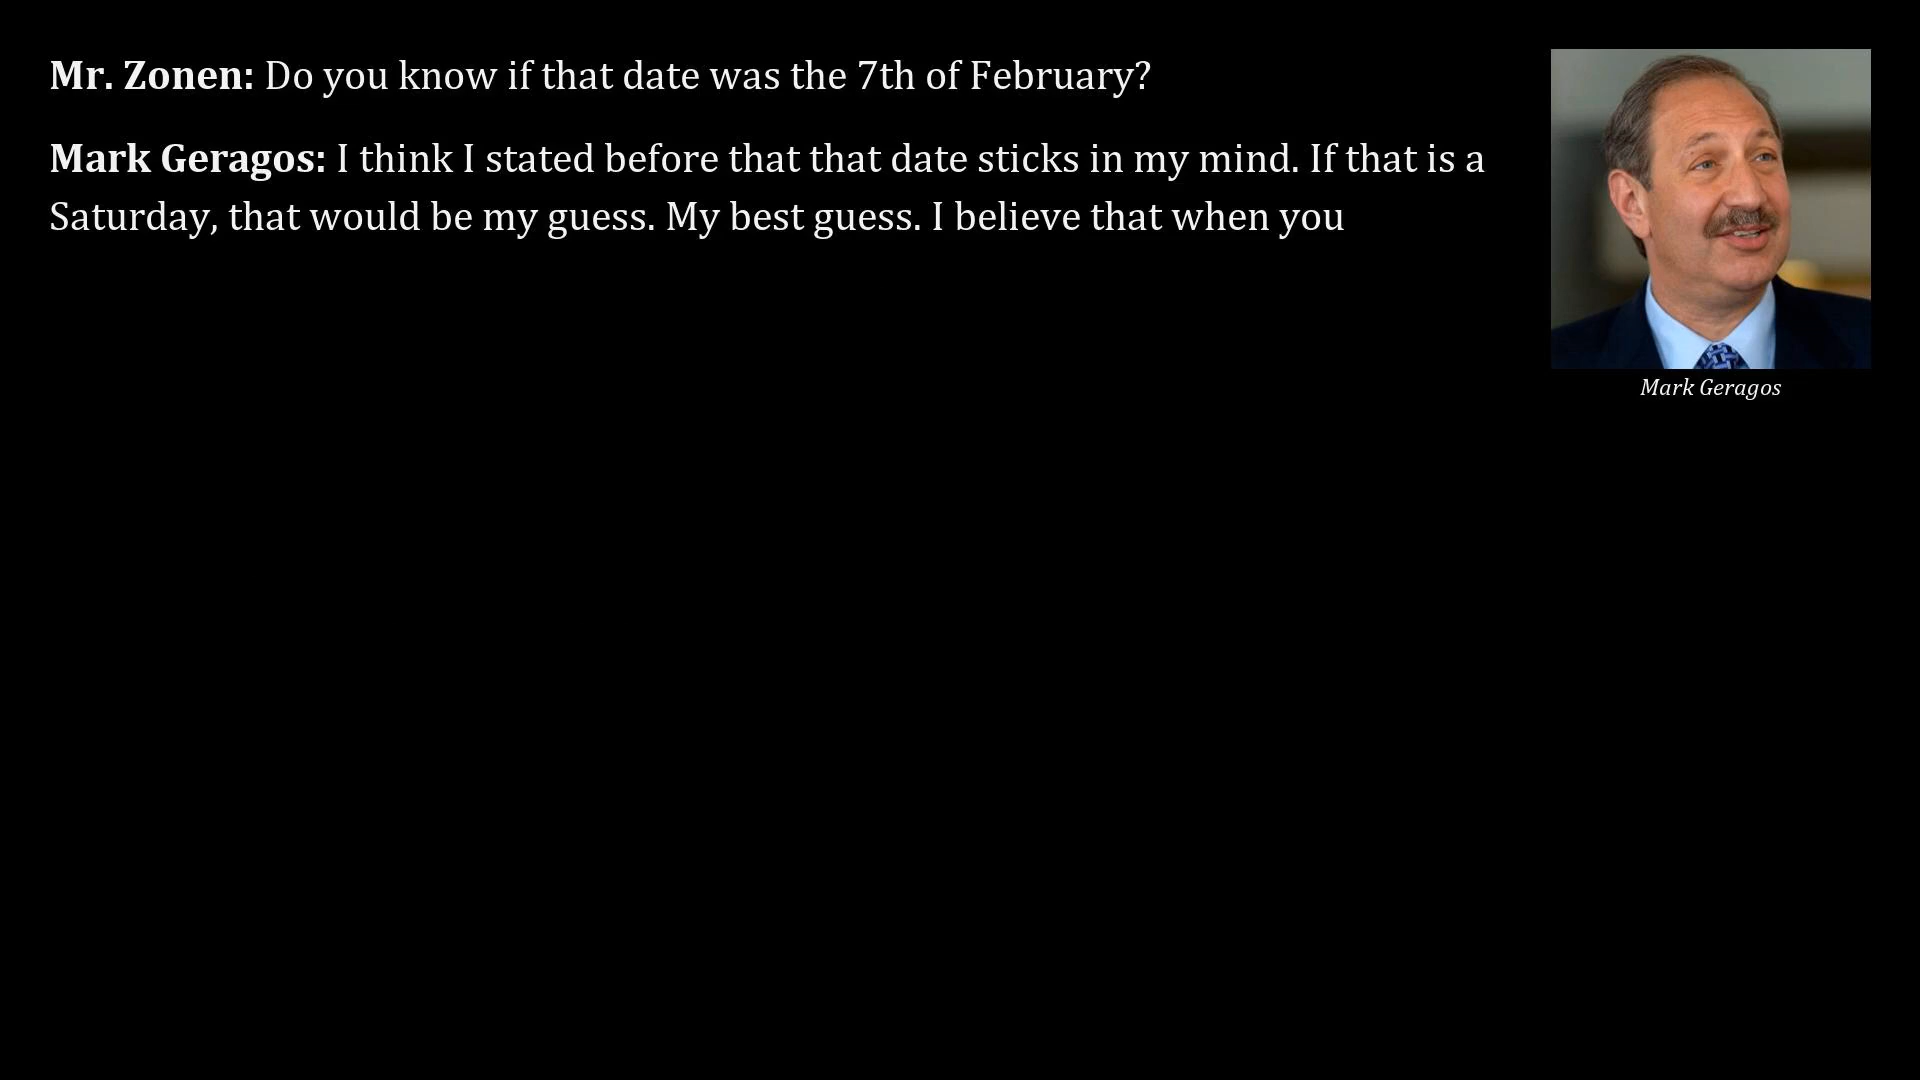 Mr. Zonen: Do you know if that date was the 7th of February?
Mark Geragos: I think I stated before that that date sticks in my mind. If that is a
Saturday, that would be my guess. My best guess. I believe that when you
Mark Geragos